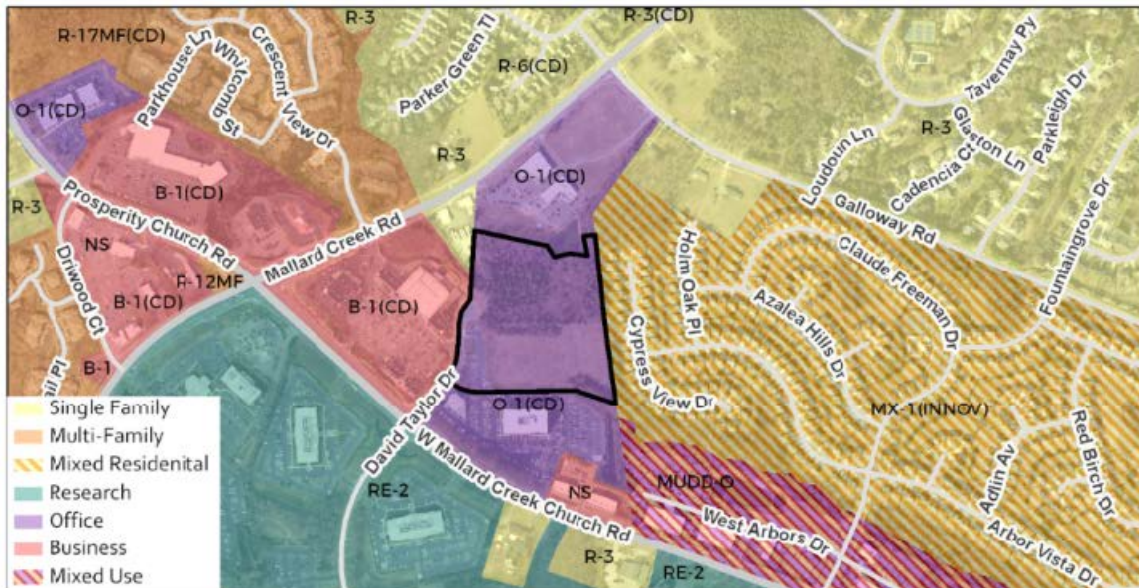 R-3
R-3(CD)
R-17MF(CD)
Parkhouse Ln
Whitcomb St
Crescent View Dr
Parker Green Tl
R-6(CD)
Tavernay Py
O-1(CD)
Glaston Ln
Parkleigh Dr
R-3
Loudoun Ln
Cadencia Ct
R-3
O-1(CD)
B-1(CD)
Prosperity Church Rd
Mallard Creek Rd
Galloway Rd
Fountaingrove Dr
R-3
NS
Driwood Ct
R-12MF
B-1(CD)
B-1(CD)
Holm Oak Pl
Claude Freeman Dr
Azalea Hills Dr
Cypress View Dr
B-1
ail Pl
O-1(CD)
David Taylor Dr
W Mallard Creek Church Rd
MX-1(INNOV)
Red Birch Dr
Adlin Av
RE-2
NS
MUDD-O
West Arbors Dr
Arbor Vista Dr
R-3
RE-2
Single Family
Multi-Family
Mixed Residenital
Research
Office
Business
Mixed Use